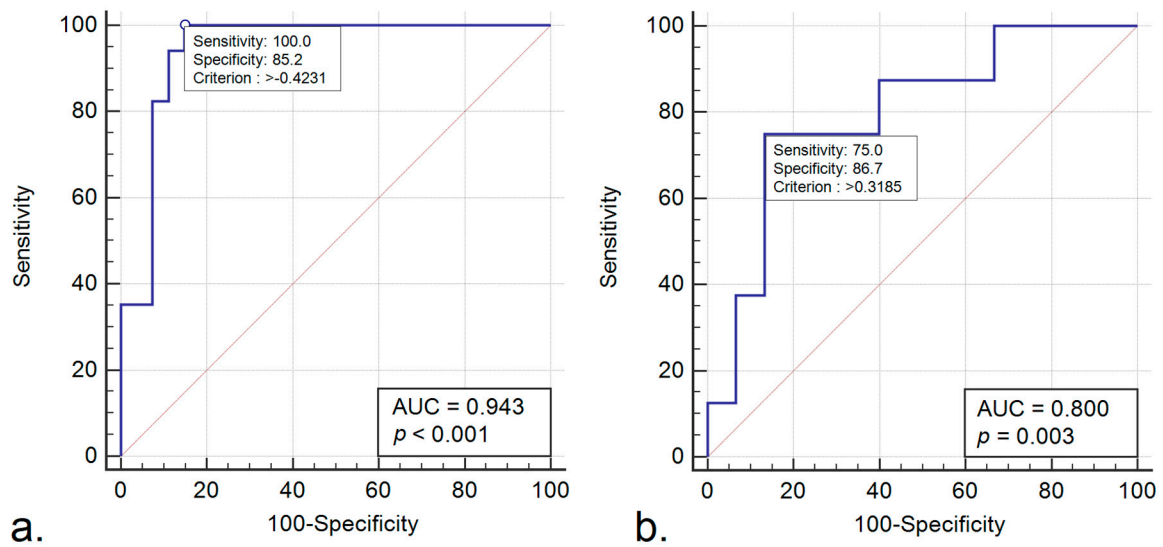 100
80
60
40
20
0
Sensitivity
Sensitivity: 100.0
Specificity: 85.2
Criterion : >-0.4231
AUC = 0.943
p < 0.001
0 20 40 60 80 100
100-Specificity
a.
100
80
60
40
20
0
Sensitivity
Sensitivity: 75.0
Specificity: 86.7
Criterion : >0.3185
AUC = 0.800
p = 0.003
0 20 40 60 80 100
100-Specificity
b.